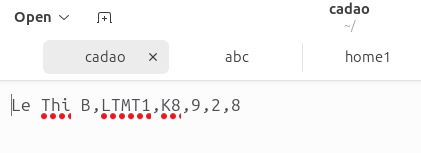 Open
cadao
~/
cadao × abc home1
Le Thi B,LTMT1,K8,9,2,8